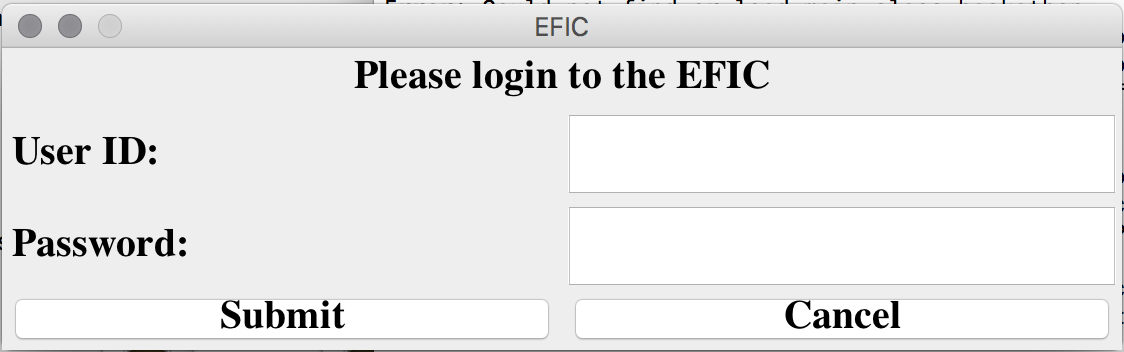 EFIC
Please login to the EFIC
User ID:
Password:
Submit
Cancel